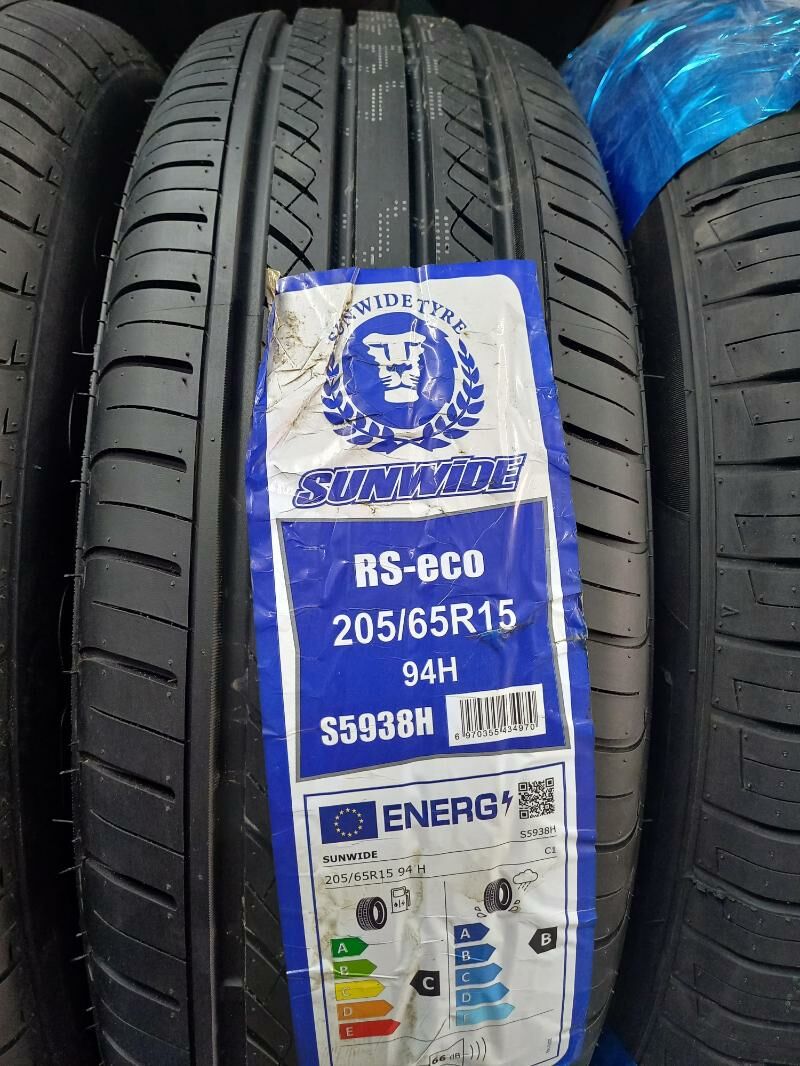 SUNWIDE TYRE
SUNWIDE
RS-eco
205/65R15
94H
S5938H
6 970355 434970
ENERG
S5938H
SUNWIDE
C1
205/65R15 94 H
A
B
C
D
E
C
A
B
C
D
E
B
66 dB